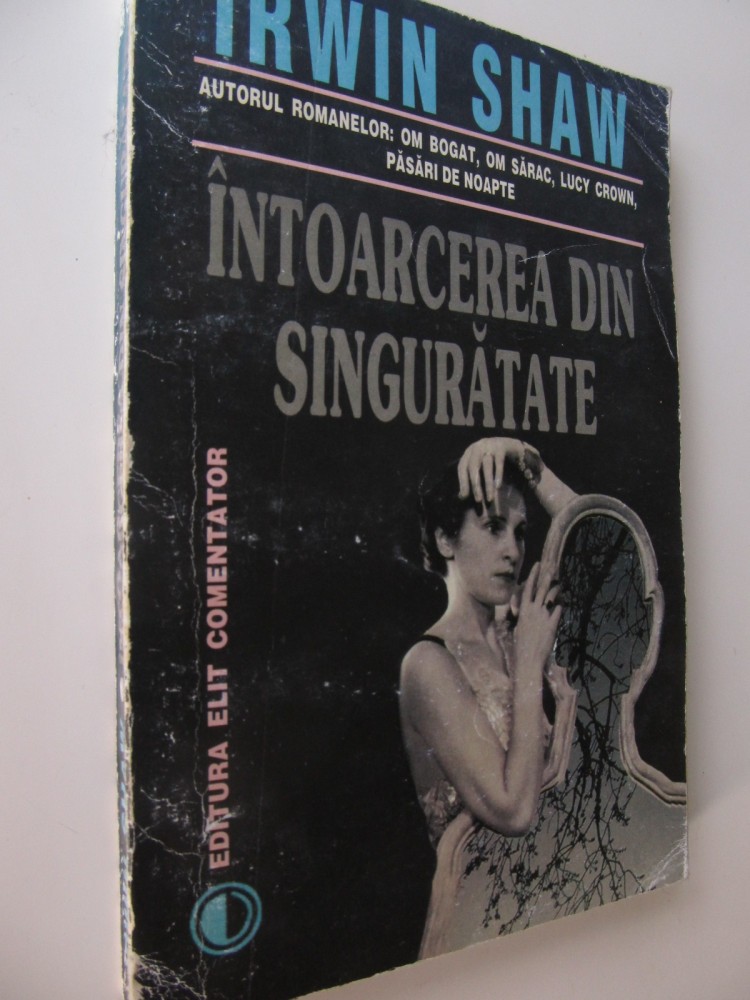 IRWIN SHAW
AUTORUL ROMANELOR: OM BOGAT, OM SĂRAC, LUCY CROWN,
PĂSĂRI DE NOAPTE
ÎNTOARCEREA DIN
SINGURĂTATE
EDITURA ELIT COMENTATOR